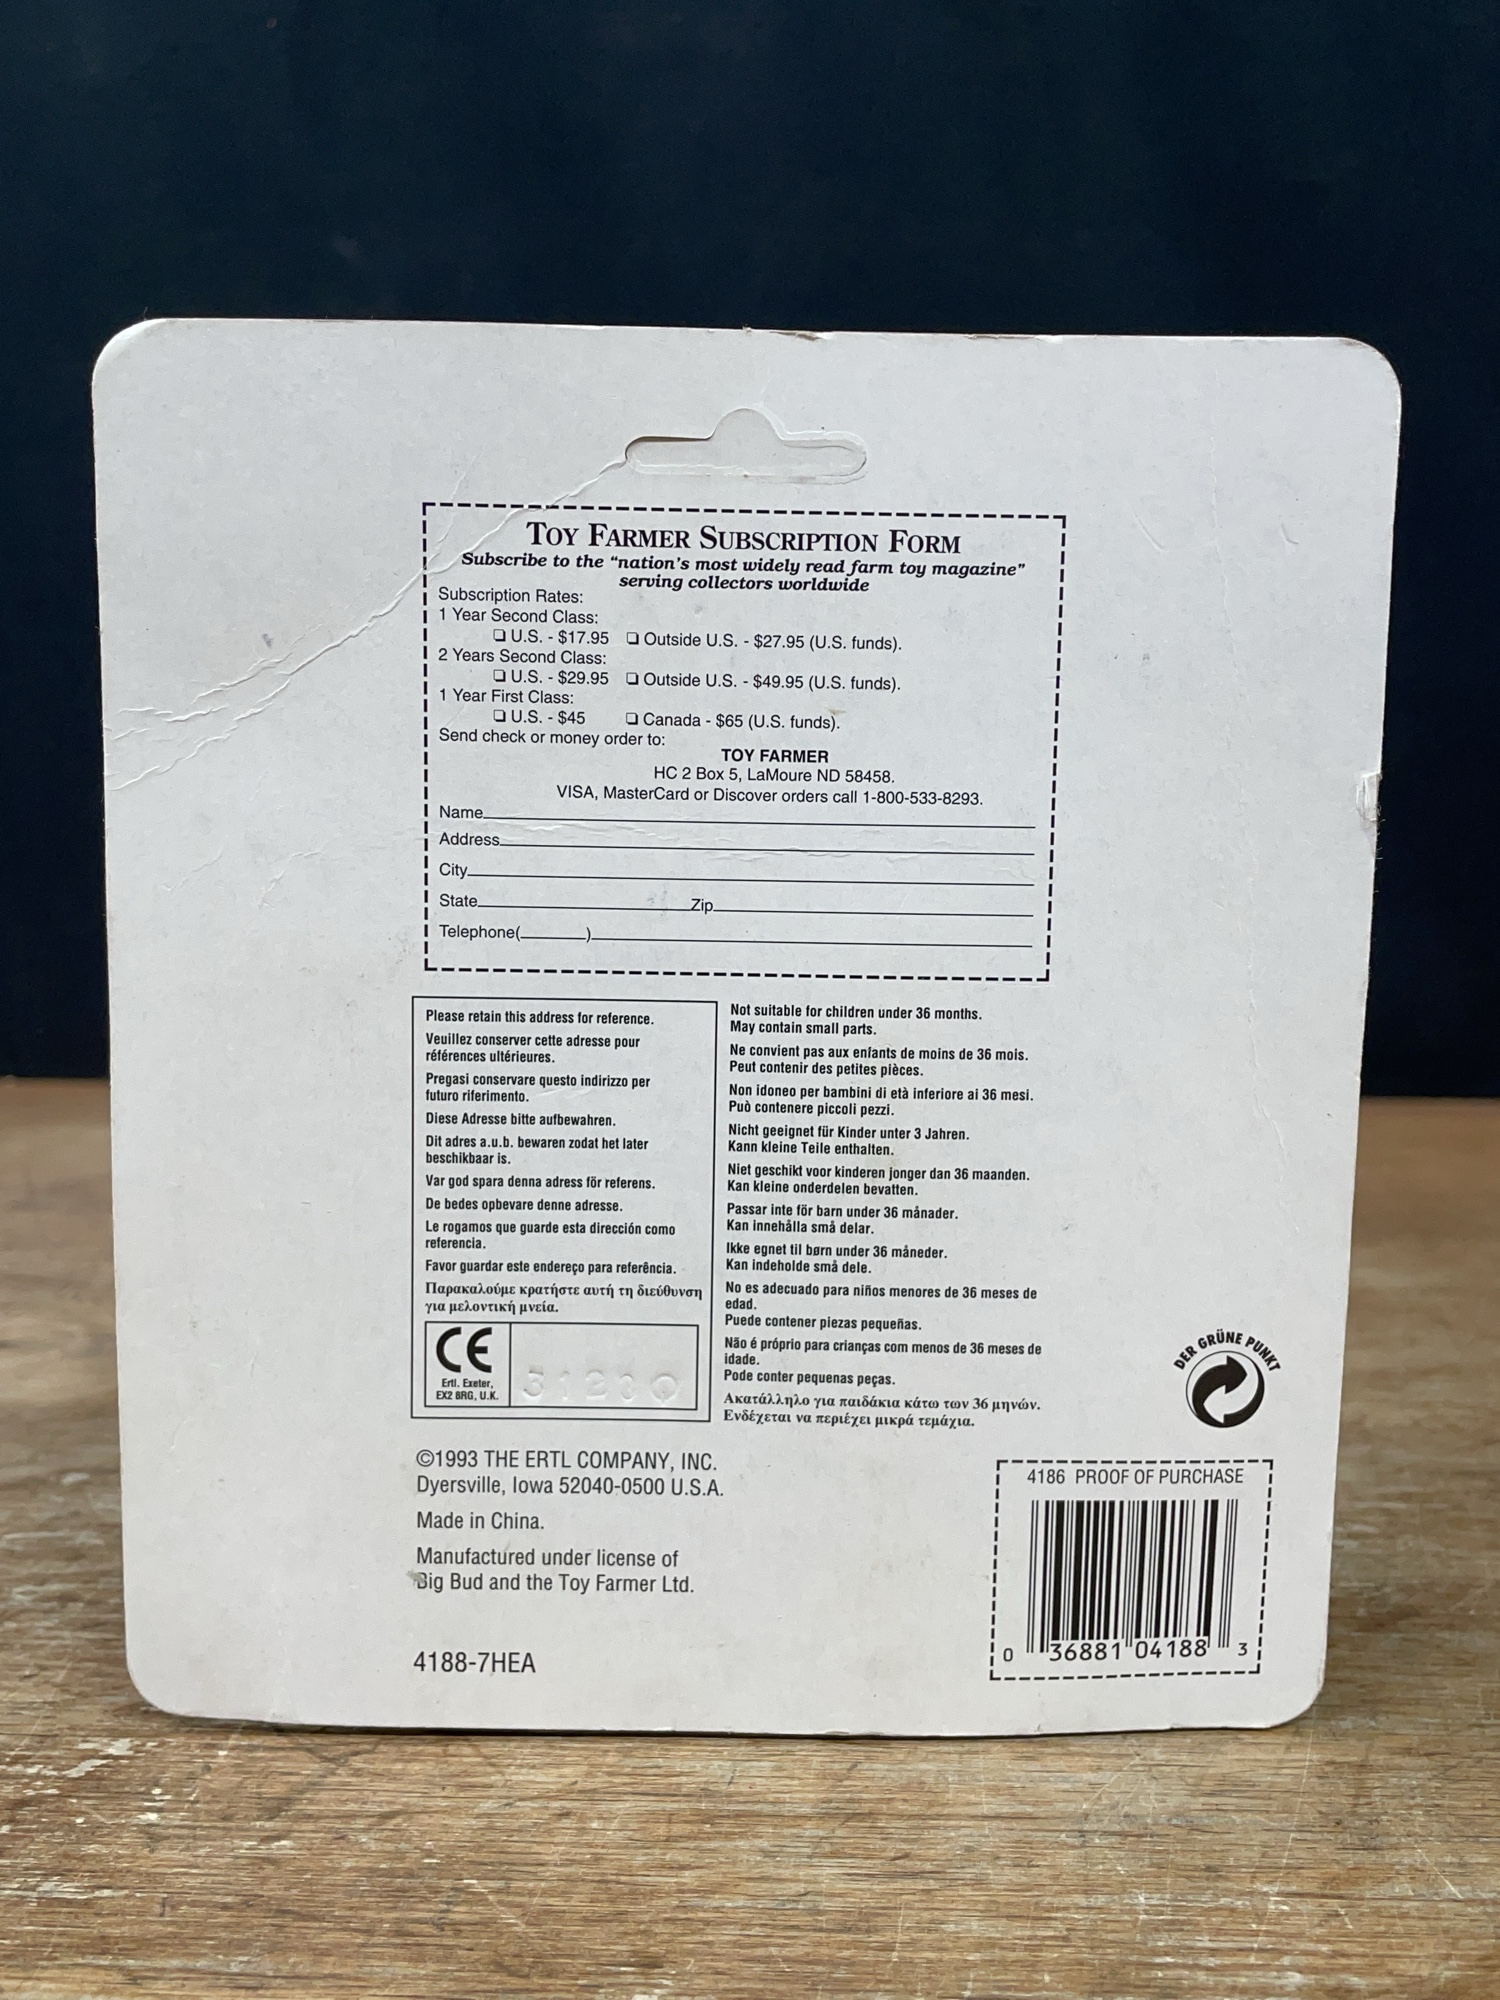 TOY FARMER SUBSCRIPTION FORM
Subscribe to the “nation’s most widely read farm toy magazine”
serving collectors worldwide
Subscription Rates:
1 Year Second Class:
❏ U.S. - $17.95 ❏ Outside U.S. - $27.95 (U.S. funds).
2 Years Second Class:
❏ U.S. - $29.95 ❏ Outside U.S. - $49.95 (U.S. funds).
1 Year First Class:
❏ U.S. - $45 ❏ Canada - $65 (U.S. funds).
Send check or money order to:
TOY FARMER
HC 2 Box 5, LaMoure ND 58458.
VISA, MasterCard or Discover orders call 1-800-533-8293.
Name
Address
City
State Zip
Telephone( )
Please retain this address for reference.
Veuillez conserver cette adresse pour
références ultérieures.
Pregasi conservare questo indirizzo per
futuro riferimento.
Diese Adresse bitte aufbewahren.
Dit adres a.u.b. bewaren zodat het later
beschikbaar is.
Var god spara denna adress för referens.
De bedes opbevare denne adresse.
Le rogamos que guarde esta dirección como
referencia.
Favor guardar este endereço para referência.
Παρακαλούμε κρατήστε αυτή τη διεύθυνση
για μελοντική μνεία.
CE
Ertl. Exeter,
EX2 8RG, U.K.
Not suitable for children under 36 months.
May contain small parts.
Ne convient pas aux enfants de moins de 36 mois.
Peut contenir des petites pièces.
Non idoneo per bambini di età inferiore ai 36 mesi.
Può contenere piccoli pezzi.
Nicht geeignet für Kinder unter 3 Jahren.
Kann kleine Teile enthalten.
Niet geschikt voor kinderen jonger dan 36 maanden.
Kan kleine onderdelen bevatten.
Passar inte för barn under 36 månader.
Kan innehålla små delar.
Ikke egnet til børn under 36 måneder.
Kan indeholde små dele.
No es adecuado para niños menores de 36 meses de
edad.
Puede contener piezas pequeñas.
Não é próprio para crianças com menos de 36 meses de
idade.
Pode conter pequenas peças.
Ακατάλληλο για παιδάκια κάτω των 36 μηνών.
Ενδέχεται να περιέχει μικρά τεμάχια.
DER GRÜNE PUNKT
©1993 THE ERTL COMPANY, INC.
Dyersville, Iowa 52040-0500 U.S.A.
Made in China.
Manufactured under license of
Big Bud and the Toy Farmer Ltd.
4188-7HEA
4186 PROOF OF PURCHASE
0 36881 04188 3